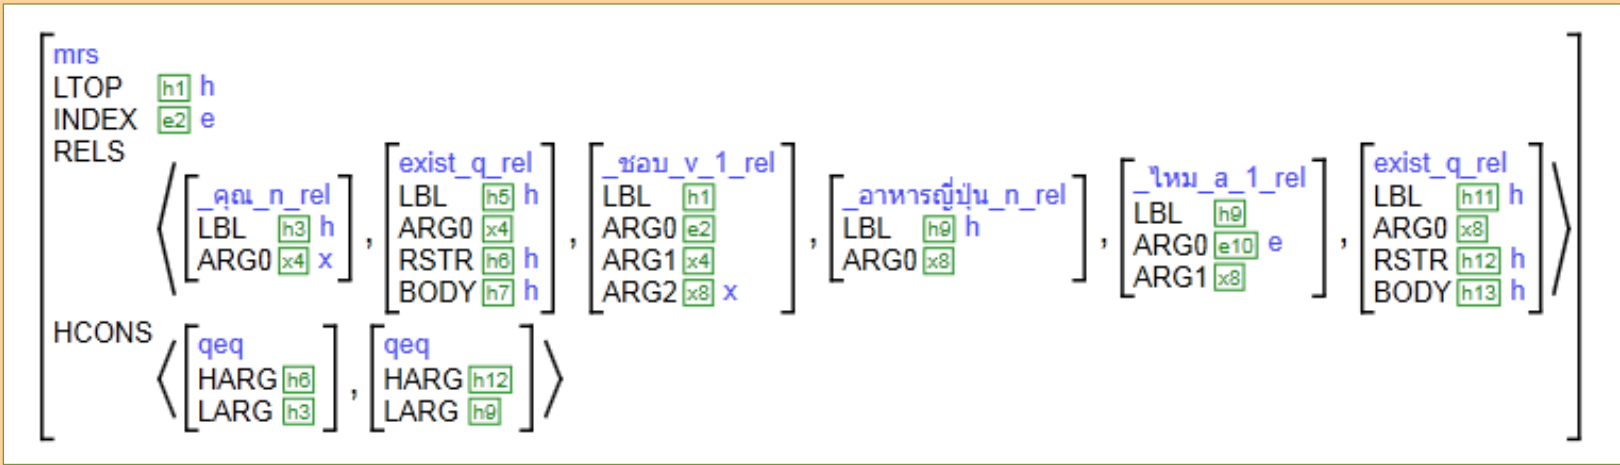 mrs
LTOP h1 h
INDEX e2 e
RELS
_คุณ_n_rel
LBL h3 h
ARG0 x4 x
,
exist_q_rel
LBL h5 h
ARG0 x4
RSTR h6 h
BODY h7 h
,
_ชอบ_v_1_rel
LBL h1
ARG0 e2
ARG1 x4
ARG2 x8 x
,
_อาหารญี่ปุ่น_n_rel
LBL h9 h
ARG0 x8
,
_ไหม_a_1_rel
LBL h9
ARG0 e10 e
ARG1 x8
,
exist_q_rel
LBL h11 h
ARG0 x8
RSTR h12 h
BODY h13 h
HCONS
qeq
HARG h6
LARG h3
,
qeq
HARG h12
LARG h9